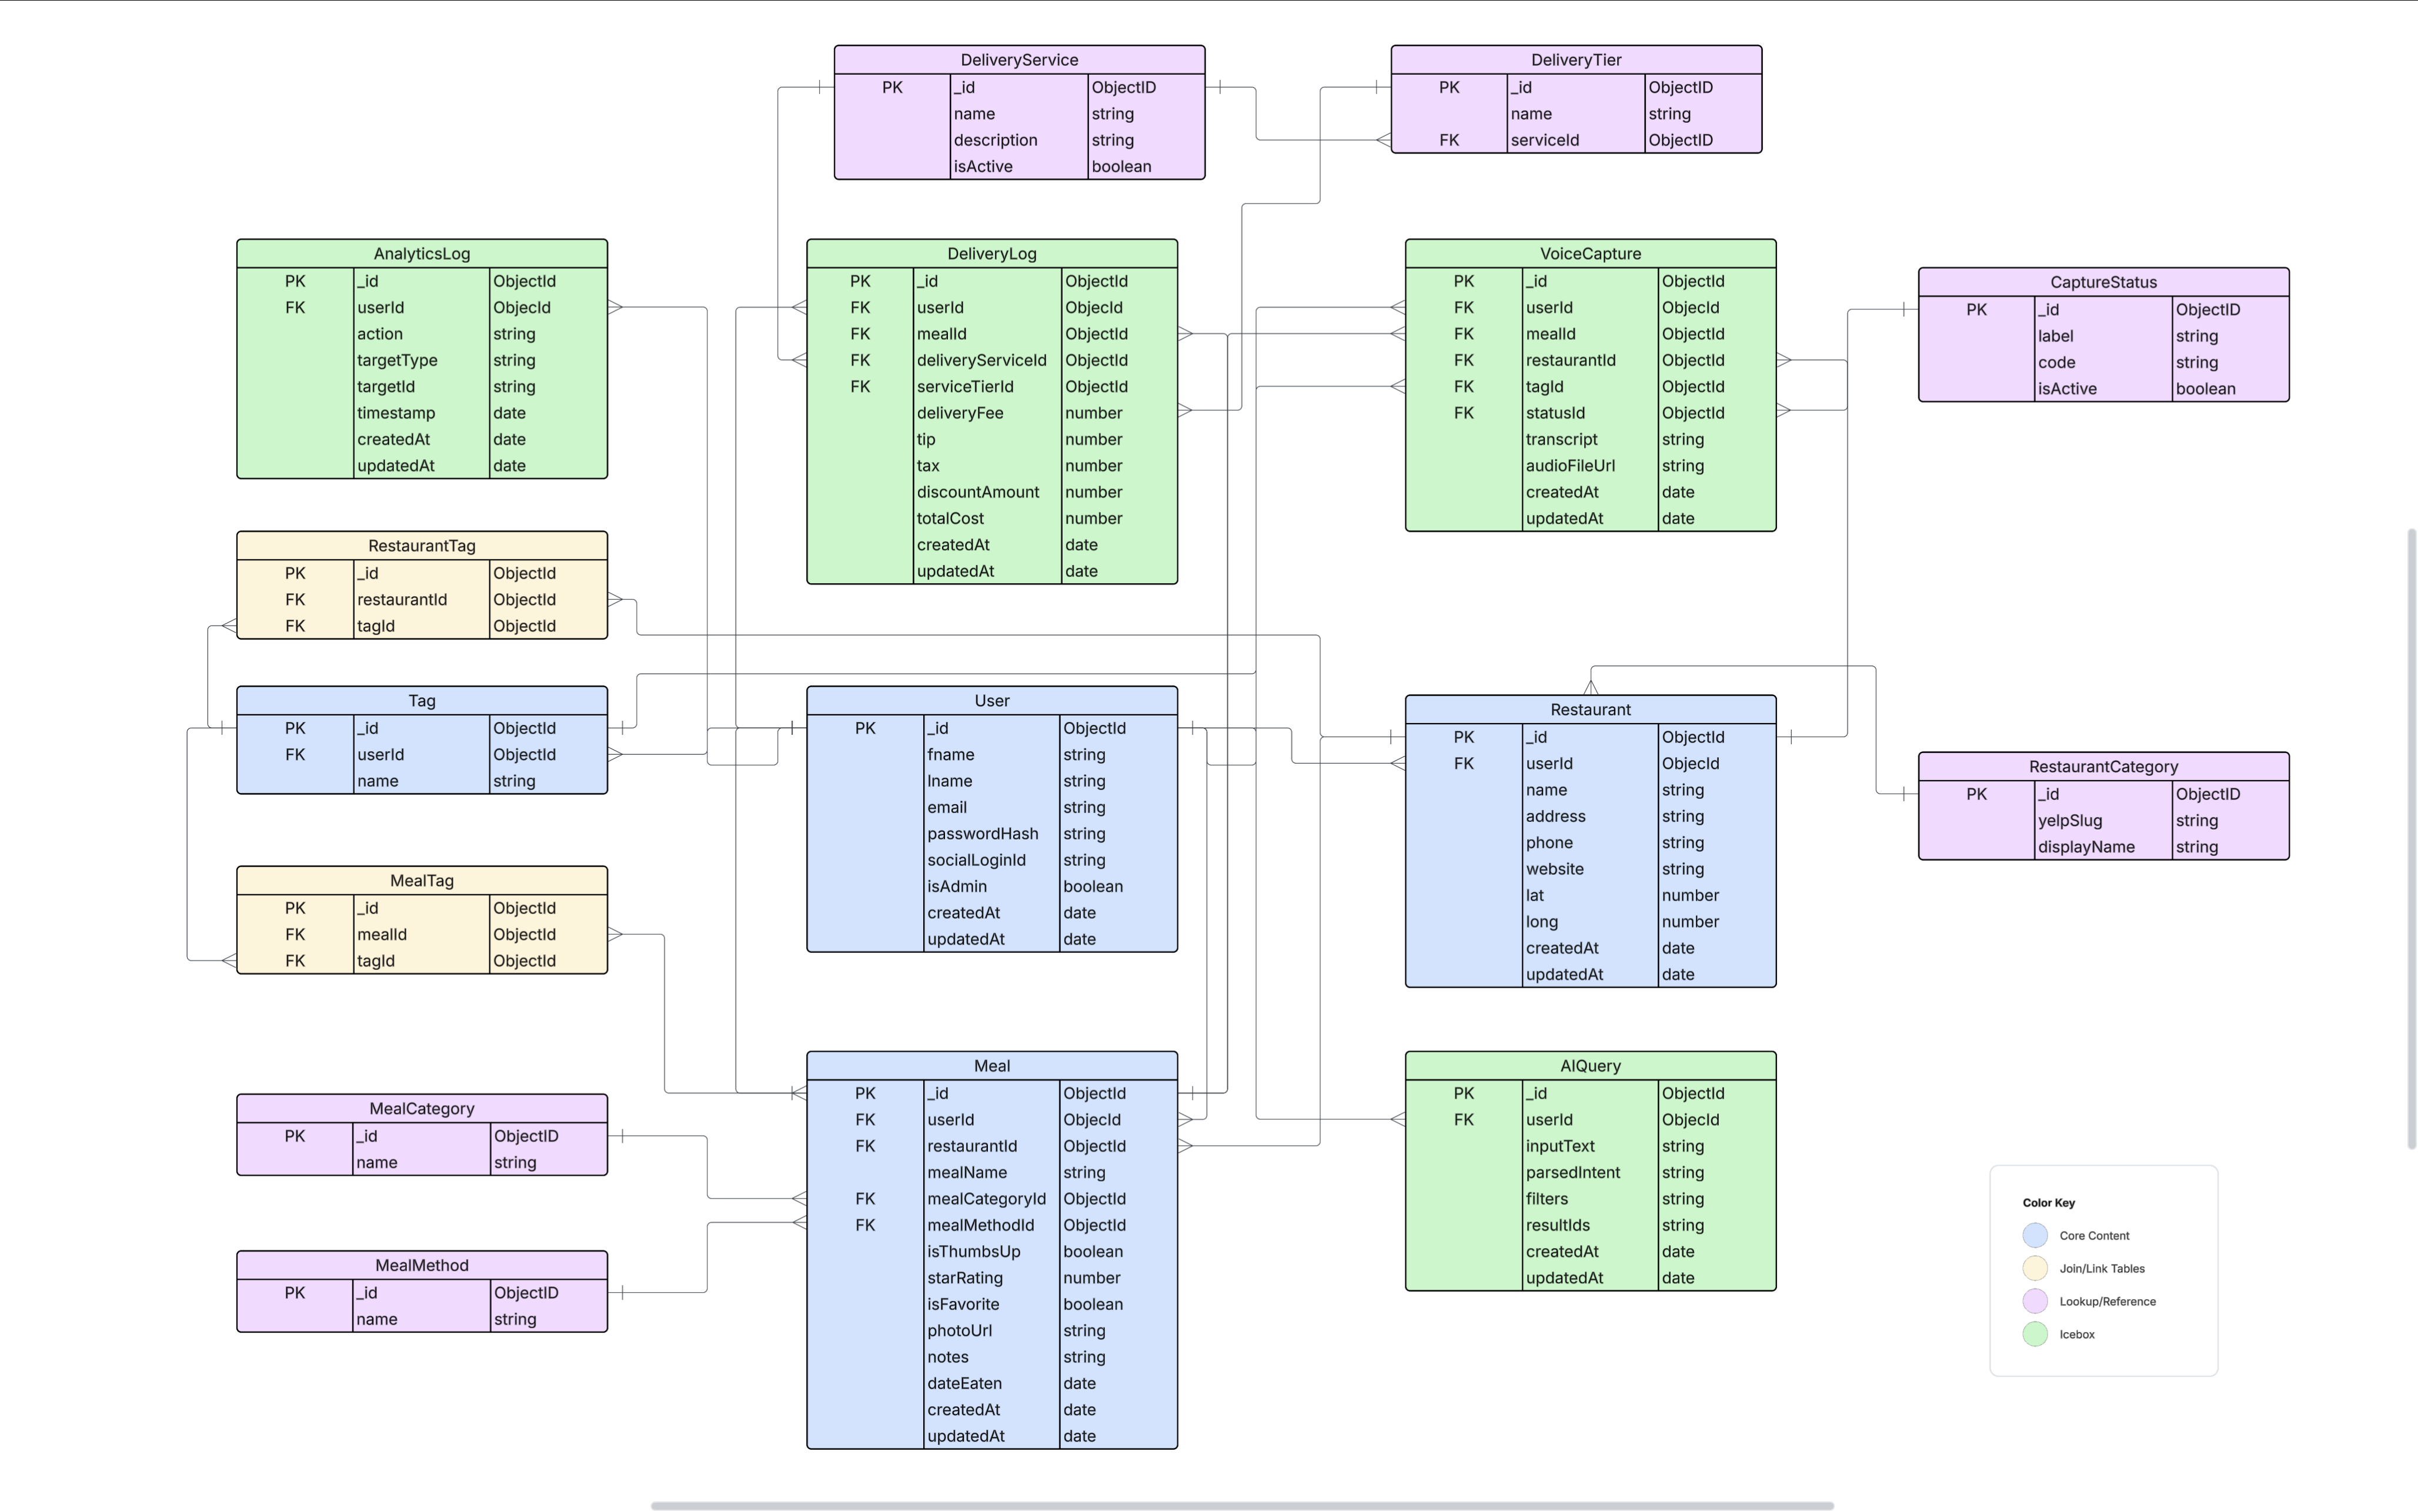 DeliveryService
PK _id ObjectID
name string
description string
isActive boolean
DeliveryTier
PK _id ObjectID
name string
FK serviceId ObjectID
AnalyticsLog
PK _id ObjectId
FK userId ObjecId
action string
targetType string
targetId string
timestamp date
createdAt date
updatedAt date
DeliveryLog
PK _id ObjectId
FK userId ObjecId
FK mealId ObjectId
FK deliveryServiceId ObjectId
FK serviceTierId ObjectId
deliveryFee number
tip number
tax number
discountAmount number
totalCost number
createdAt date
updatedAt date
VoiceCapture
PK _id ObjectId
FK userId ObjecId
FK mealId ObjectId
FK restaurantId ObjectId
FK tagId ObjectId
FK statusId ObjectId
transcript string
audioFileUrl string
createdAt date
updatedAt date
CaptureStatus
PK _id ObjectID
label string
code string
isActive boolean
RestaurantTag
PK _id ObjectId
FK restaurantId ObjectId
FK tagId ObjectId
Tag
PK _id ObjectId
FK userId ObjectId
name string
User
PK _id ObjectId
fname string
lname string
email string
passwordHash string
socialLoginId string
isAdmin boolean
createdAt date
updatedAt date
Restaurant
PK _id ObjectId
FK userId ObjecId
name string
address string
phone string
website string
lat number
long number
createdAt date
updatedAt date
RestaurantCategory
PK _id ObjectID
yelpSlug string
displayName string
MealTag
PK _id ObjectId
FK mealId ObjectId
FK tagId ObjectId
MealCategory
PK _id ObjectID
name string
MealMethod
PK _id ObjectID
name string
Meal
PK _id ObjectId
FK userId ObjecId
FK restaurantId ObjectId
mealName string
FK mealCategoryId ObjectId
FK mealMethodId ObjectId
isThumbsUp boolean
starRating number
isFavorite boolean
photoUrl string
notes string
dateEaten date
createdAt date
updatedAt date
AIQuery
PK _id ObjectId
FK userId ObjecId
inputText string
parsedIntent string
filters string
resultIds string
createdAt date
updatedAt date
Color Key
Core Content
Join/Link Tables
Lookup/Reference
Icebox